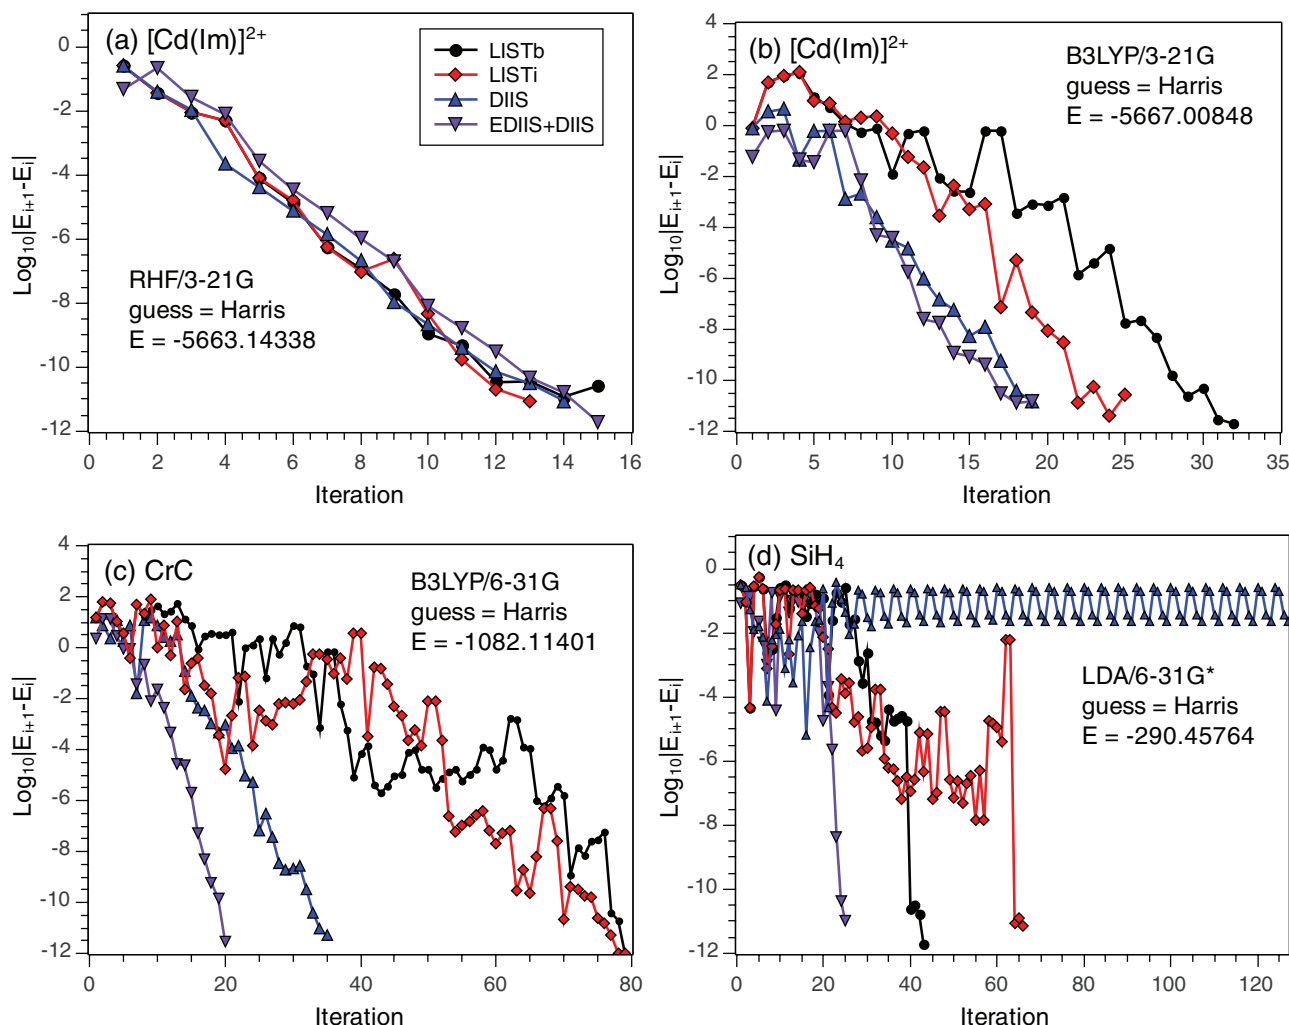 (a) [Cd(Im)]²⁺
LISTb
LISTi
DIIS
EDIIS+DIIS
RHF/3-21G
guess = Harris
E = -5663.14338
Log₁₀|Eᵢ₊₁-Eᵢ|
0
-2
-4
-6
-8
-10
-12
0 2 4 6 8 10 12 14 16
Iteration
(b) [Cd(Im)]²⁺
B3LYP/3-21G
guess = Harris
E = -5667.00848
Log₁₀|Eᵢ₊₁-Eᵢ|
4
2
0
-2
-4
-6
-8
-10
-12
0 5 10 15 20 25 30 35
Iteration
(c) CrC
B3LYP/6-31G
guess = Harris
E = -1082.11401
Log₁₀|Eᵢ₊₁-Eᵢ|
4
2
0
-2
-4
-6
-8
-10
-12
0 20 40 60 80
Iteration
(d) SiH₄
LDA/6-31G*
guess = Harris
E = -290.45764
Log₁₀|Eᵢ₊₁-Eᵢ|
0
-2
-4
-6
-8
-10
-12
0 20 40 60 80 100 120
Iteration